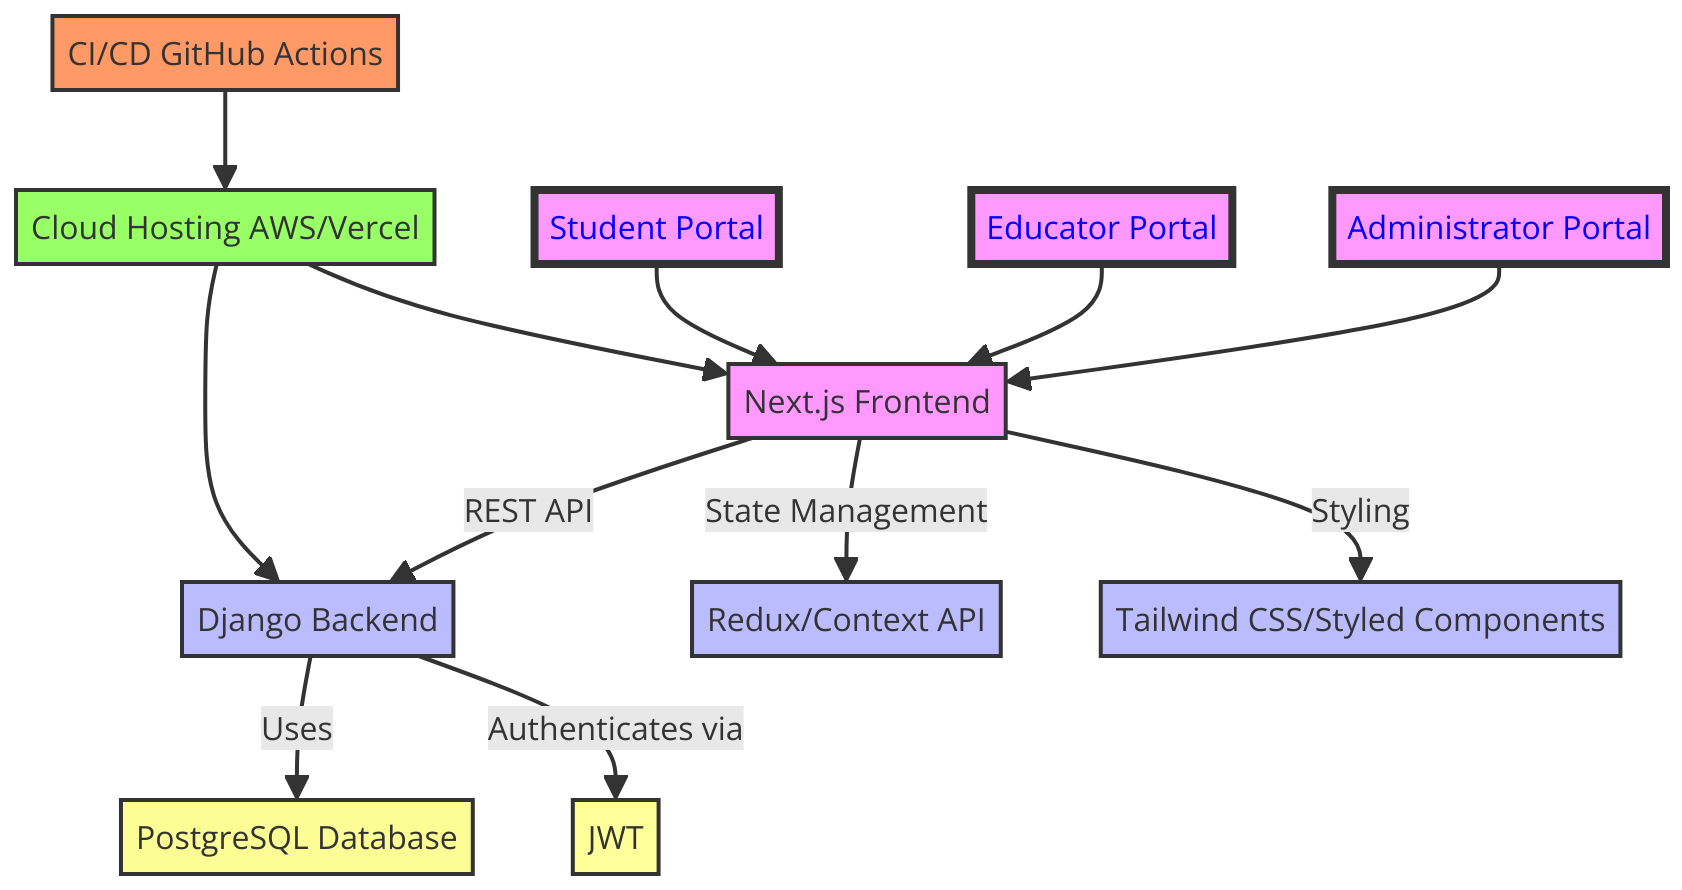 CI/CD GitHub Actions
Cloud Hosting AWS/Vercel
Student Portal
Educator Portal
Administrator Portal
Next.js Frontend
REST API
State Management
Styling
Django Backend
Redux/Context API
Tailwind CSS/Styled Components
Uses
Authenticates via
PostgreSQL Database
JWT